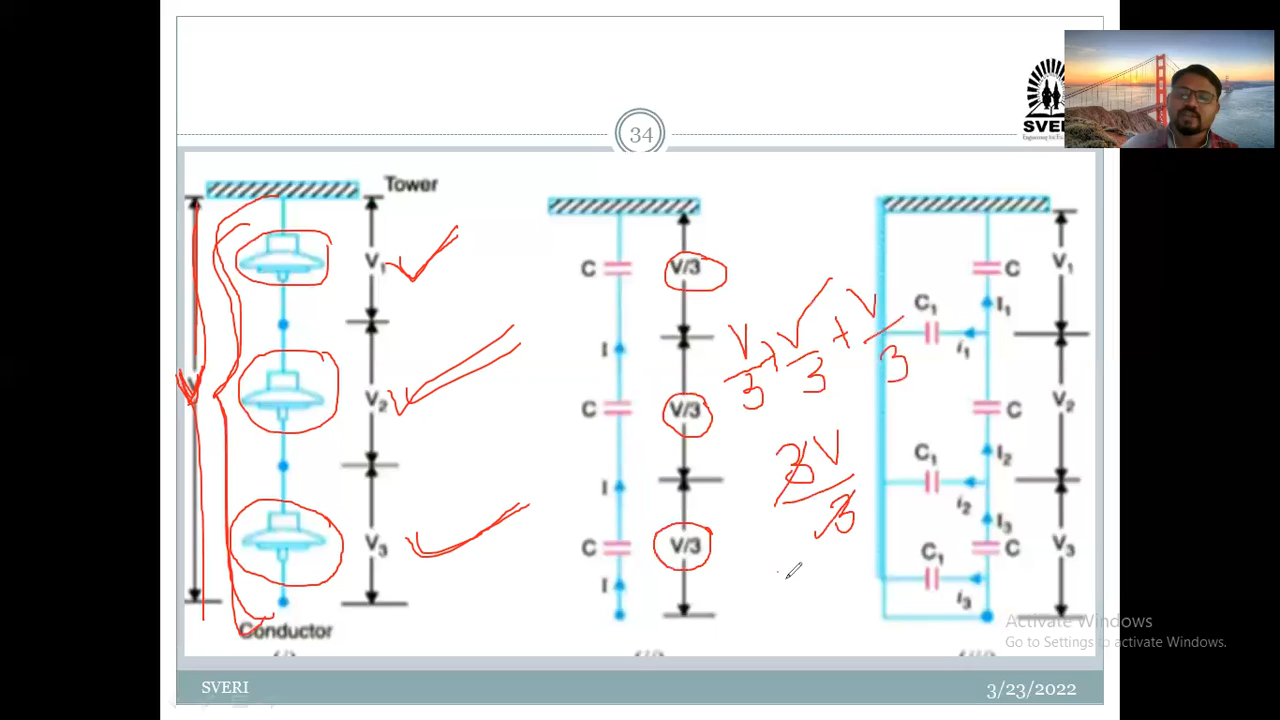 34
SVERI
Tower
V₁
V₂
V₃
Conductor
C
V/3
I
C
V/3
I
C
V/3
I
V/3 + V/3 + V/3
3V/3
C
V₁
C₁
I₁
i₁
C
V₂
C₁
I₂
i₂
I₃
C
V₃
C₁
i₃
Activate Windows
Go to Settings to activate Windows.
SVERI
3/23/2022